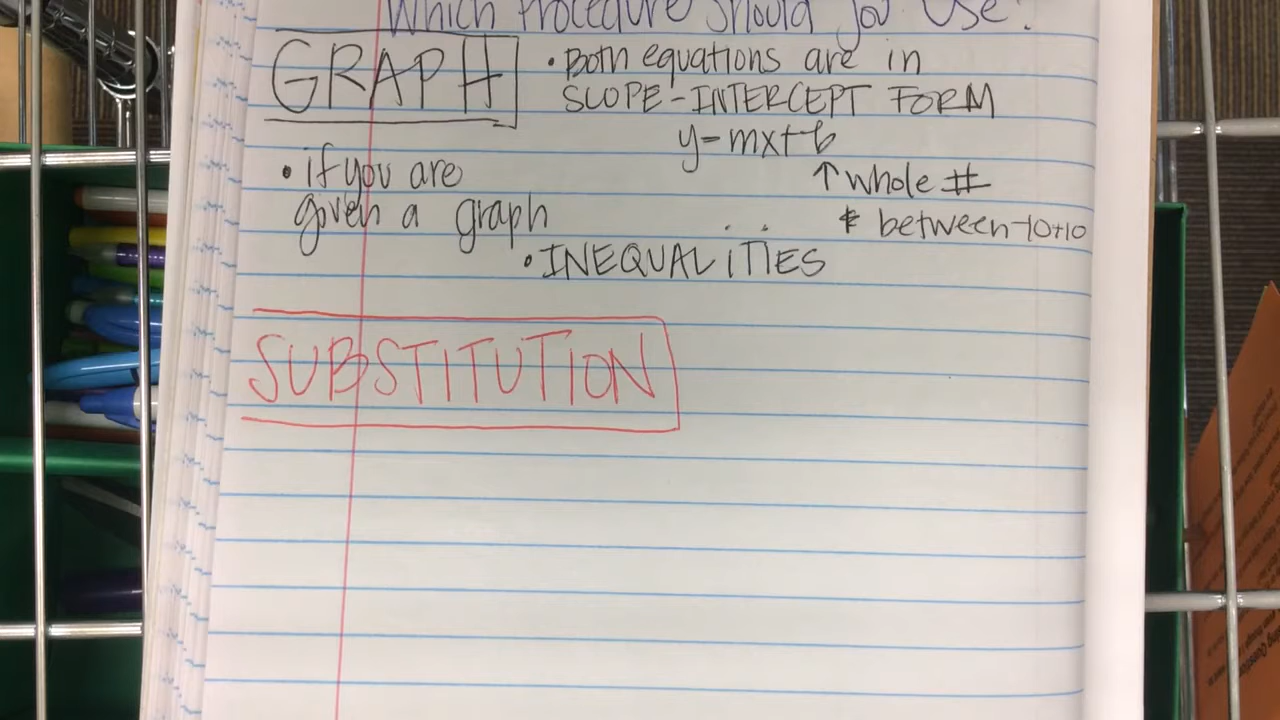 Which Procedure Should You Use?
GRAPH
• Both equations are in
SLOPE-INTERCEPT FORM
y=mx+b
↑ whole #
* between -10+10
• if you are
given a graph
• INEQUALITIES
SUBSTITUTION